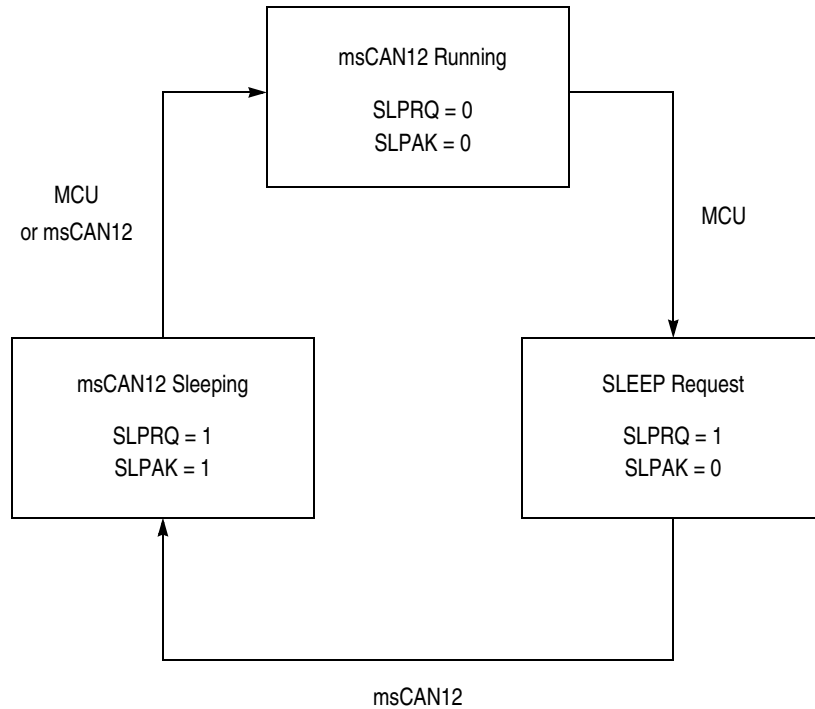 msCAN12 Running
SLPRQ = 0
SLPAK = 0
MCU
or msCAN12
MCU
msCAN12 Sleeping
SLPRQ = 1
SLPAK = 1
SLEEP Request
SLPRQ = 1
SLPAK = 0
msCAN12